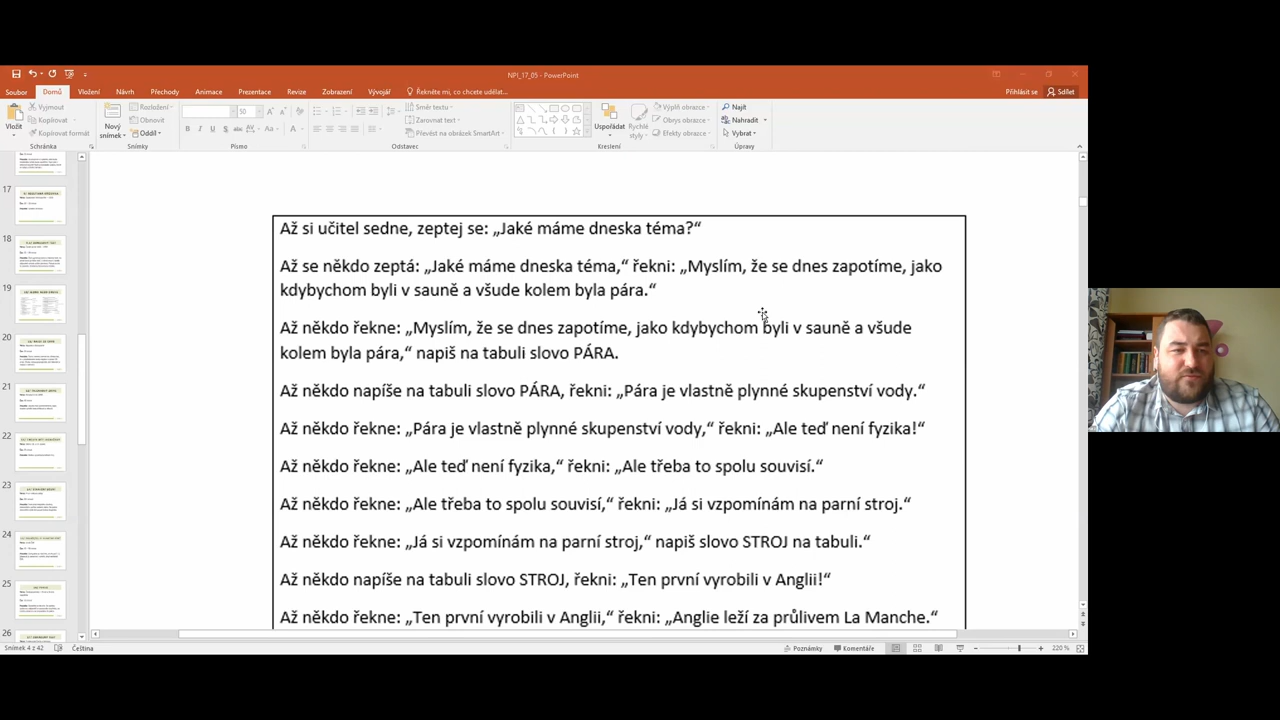 NPI_17_05 - PowerPoint
Soubor Domů Vložení Návrh Přechody Animace Prezentace Revize Zobrazení Vývojář Řekněte mi, co chcete udělat... Přihlásit se Sdílet
Vložit
Vyjmout
Kopírovat
Kopírovat formát
Schránka
Nový snímek
Rozložení
Obnovit
Oddíl
Snímky
50
Písmo
Směr textu
Zarovnat text
Převést na obrázek SmartArt
Odstavec
Uspořádat
Rychlé styly
Výplň obrazce
Obrys obrazce
Efekty obrazce
Kreslení
Najít
Nahradit
Vybrat
Úpravy
17
18
19
20
21
22
23
24
25
26
Až si učitel sedne, zeptej se: „Jaké máme dneska téma?“
Až se někdo zeptá: „Jaké máme dneska téma,“ řekni: „Myslím, že se dnes zapotíme, jako
kdybychom byli v sauně a všude kolem byla pára.“
Až někdo řekne: „Myslím, že se dnes zapotíme, jako kdybychom byli v sauně a všude
kolem byla pára,“ napiš na tabuli slovo PÁRA.
Až někdo napíše na tabuli slovo PÁRA, řekni: „Pára je vlastně plynné skupenství vody.“
Až někdo řekne: „Pára je vlastně plynné skupenství vody,“ řekni: „Ale teď není fyzika!“
Až někdo řekne: „Ale teď není fyzika,“ řekni: „Ale třeba to spolu souvisí.“
Až někdo řekne: „Ale třeba to spolu souvisí,“ řekni: „Já si vzpomínám na parní stroj.“
Až někdo řekne: „Já si vzpomínám na parní stroj,“ napiš slovo STROJ na tabuli.“
Až někdo napíše na tabuli slovo STROJ, řekni: „Ten první vyrobili v Anglii!“
Až někdo řekne: „Ten první vyrobili v Anglii,“ řekni: „Anglie leží za průlivem La Manche.“
Snímek 4 z 42 Čeština Poznámky Komentáře 220 %